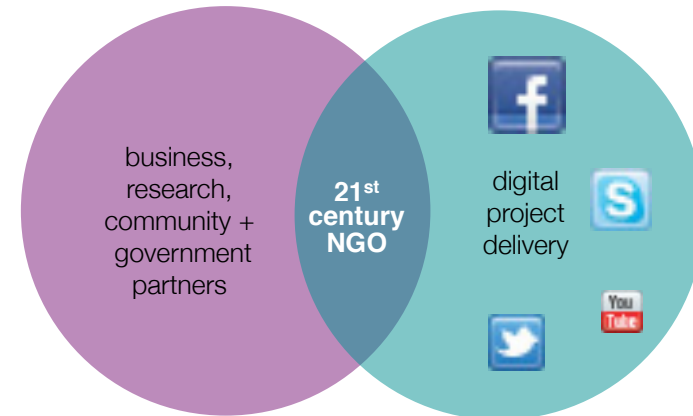 business,
research,
community +
government
partners
21st
century
NGO
digital
project
delivery
f
S
You
Tube